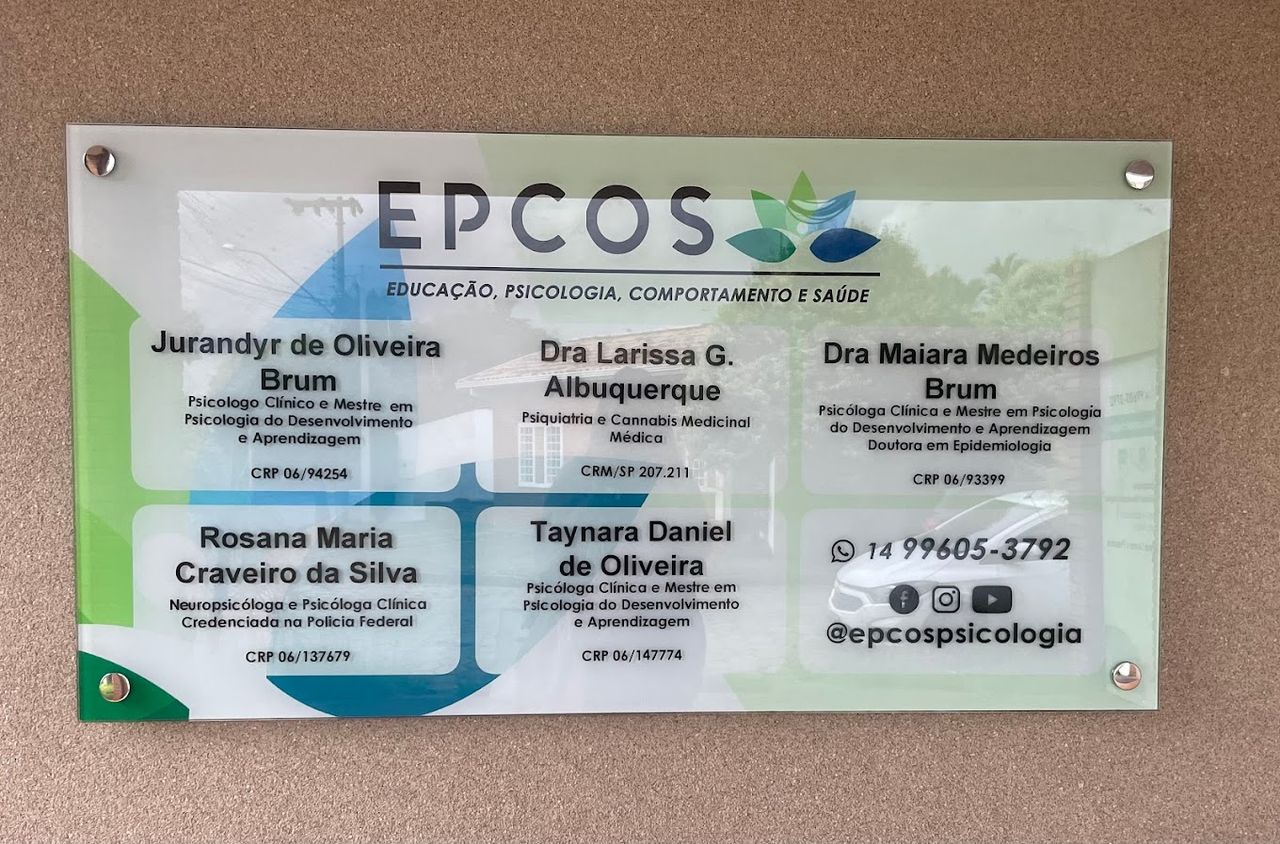 EPCOS
EDUCAÇÃO, PSICOLOGIA, COMPORTAMENTO E SAÚDE
Jurandyr de Oliveira
Brum
Psicologo Clínico e Mestre em
Psicologia do Desenvolvimento
e Aprendizagem
CRP 06/94254
Dra Larissa G.
Albuquerque
Psiquiatria e Cannabis Medicinal
Médica
CRM/SP 207.211
Dra Maiara Medeiros
Brum
Psicóloga Clínica e Mestre em Psicologia
do Desenvolvimento e Aprendizagem
Doutora em Epidemiologia
CRP 06/93399
Rosana Maria
Craveiro da Silva
Neuropsicóloga e Psicóloga Clínica
Credenciada na Policia Federal
CRP 06/137679
Taynara Daniel
de Oliveira
Psicóloga Clínica e Mestre em
Psicologia do Desenvolvimento
e Aprendizagem
CRP 06/147774
14 99605-3792
@epcospsicologia